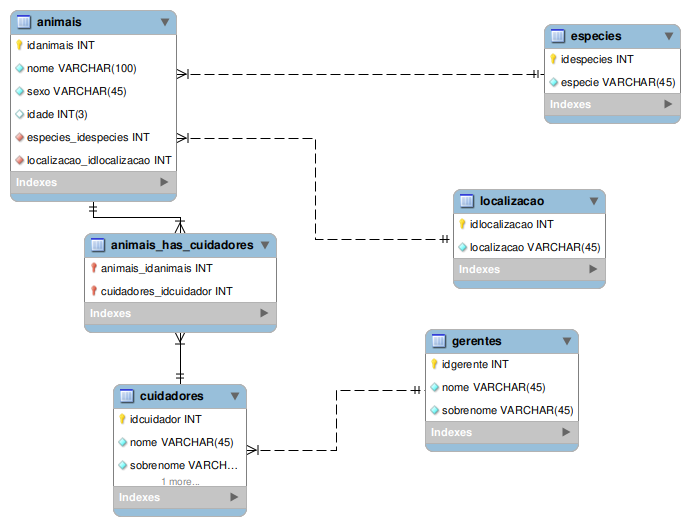 animais
idanimais INT
nome VARCHAR(100)
sexo VARCHAR(45)
idade INT(3)
especies_idespecies INT
localizacao_idlocalizacao INT
Indexes
especies
idespecies INT
especie VARCHAR(45)
Indexes
localizacao
idlocalizacao INT
localizacao VARCHAR(45)
Indexes
animais_has_cuidadores
animais_idanimais INT
cuidadores_idcuidador INT
Indexes
gerentes
idgerente INT
nome VARCHAR(45)
sobrenome VARCHAR(45)
Indexes
cuidadores
idcuidador INT
nome VARCHAR(45)
sobrenome VARCH...
1 more...
Indexes